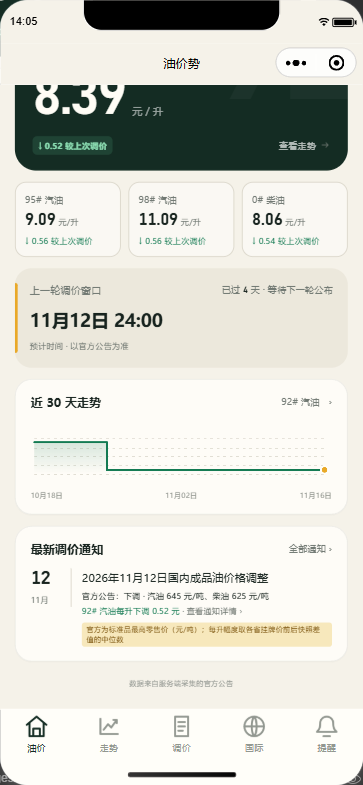 14:05
油价势
8.39 元 / 升
↓ 0.52 较上次调价
查看走势 →
95# 汽油
9.09 元/升
↓ 0.56 较上次调价
98# 汽油
11.09 元/升
↓ 0.56 较上次调价
0# 柴油
8.06 元/升
↓ 0.54 较上次调价
上一轮调价窗口
已过 4 天 · 等待下一轮公布
11月12日 24:00
预计时间 · 以官方公告为准
近 30 天走势
92# 汽油 ›
10月18日
11月02日
11月16日
最新调价通知
全部通知 ›
12
11月
2026年11月12日国内成品油价格调整
官方公告：下调 · 汽油 645 元/吨、柴油 625 元/吨
92# 汽油每升下调 0.52 元 · 查看通知详情 ›
官方为标准品最高零售价（元/吨）；每升幅度取各省挂牌价前后快照差
值的中位数
数据来自服务端采集的官方公告
油价
走势
调价
国际
提醒